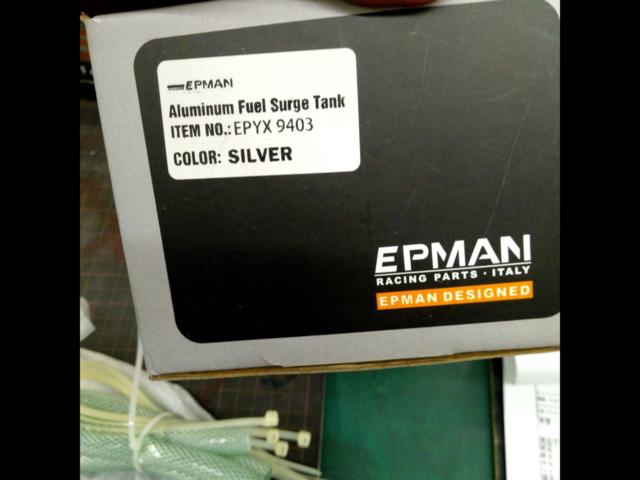 EPMAN
Aluminum Fuel Surge Tank
ITEM NO.: EPYX 9403
COLOR: SILVER
EPMAN
RACING PARTS · ITALY
EPMAN DESIGNED